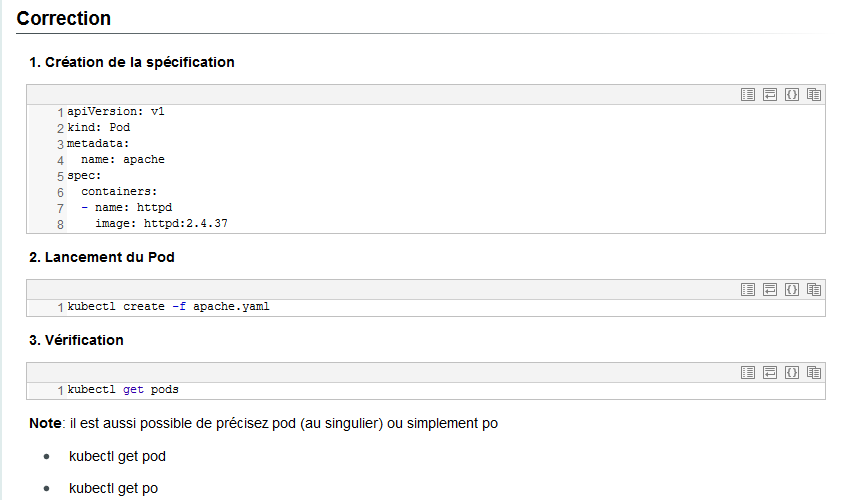 Correction
1. Création de la spécification
1 apiVersion: v1
2 kind: Pod
3 metadata:
4   name: apache
5 spec:
6   containers:
7   - name: httpd
8     image: httpd:2.4.37
2. Lancement du Pod
1 kubectl create -f apache.yaml
3. Vérification
1 kubectl get pods
Note: il est aussi possible de précisez pod (au singulier) ou simplement po
• kubectl get pod
• kubectl get po